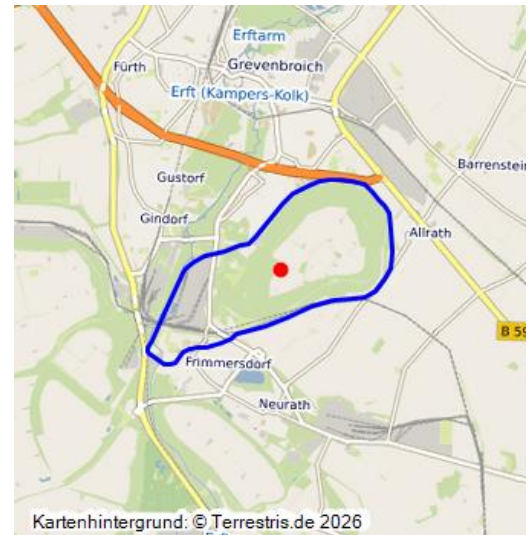 Erftarm
Fürth
Grevenbroich
Erft (Kampers-Kolk)
Barrenstein
Gustorf
Gindorf
Allrath
B 59
Frimmersdorf
Neurath
Kartenhintergrund: © Terrestris.de 2026